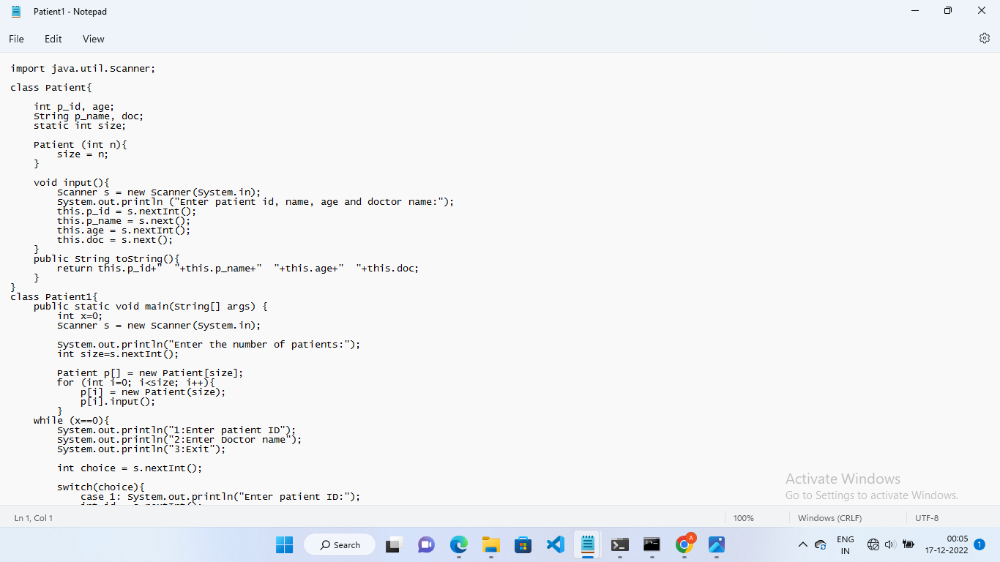 Patient1 - Notepad
File Edit View
import java.util.Scanner;
class Patient{
int p_id, age;
String p_name, doc;
static int size;
Patient (int n){
size = n;
}
void input(){
Scanner s = new Scanner(System.in);
System.out.println ("Enter patient id, name, age and doctor name:");
this.p_id = s.nextInt();
this.p_name = s.next();
this.age = s.nextInt();
this.doc = s.next();
}
public String toString(){
return this.p_id+"  "+this.p_name+"  "+this.age+"  "+this.doc;
}
}
class Patient1{
public static void main(String[] args) {
int x=0;
Scanner s = new Scanner(System.in);
System.out.println("Enter the number of patients:");
int size=s.nextInt();
Patient p[] = new Patient[size];
for (int i=0; i<size; i++){
p[i] = new Patient(size);
p[i].input();
}
while (x==0){
System.out.println("1:Enter patient ID");
System.out.println("2:Enter Doctor name");
System.out.println("3:Exit");
int choice = s.nextInt();
switch(choice){
case 1: System.out.println("Enter patient ID:");
Activate Windows
Go to Settings to activate Windows.
Ln 1, Col 1 100% Windows (CRLF) UTF-8
Search
A
ENG
IN
00:05
17-12-2022
1